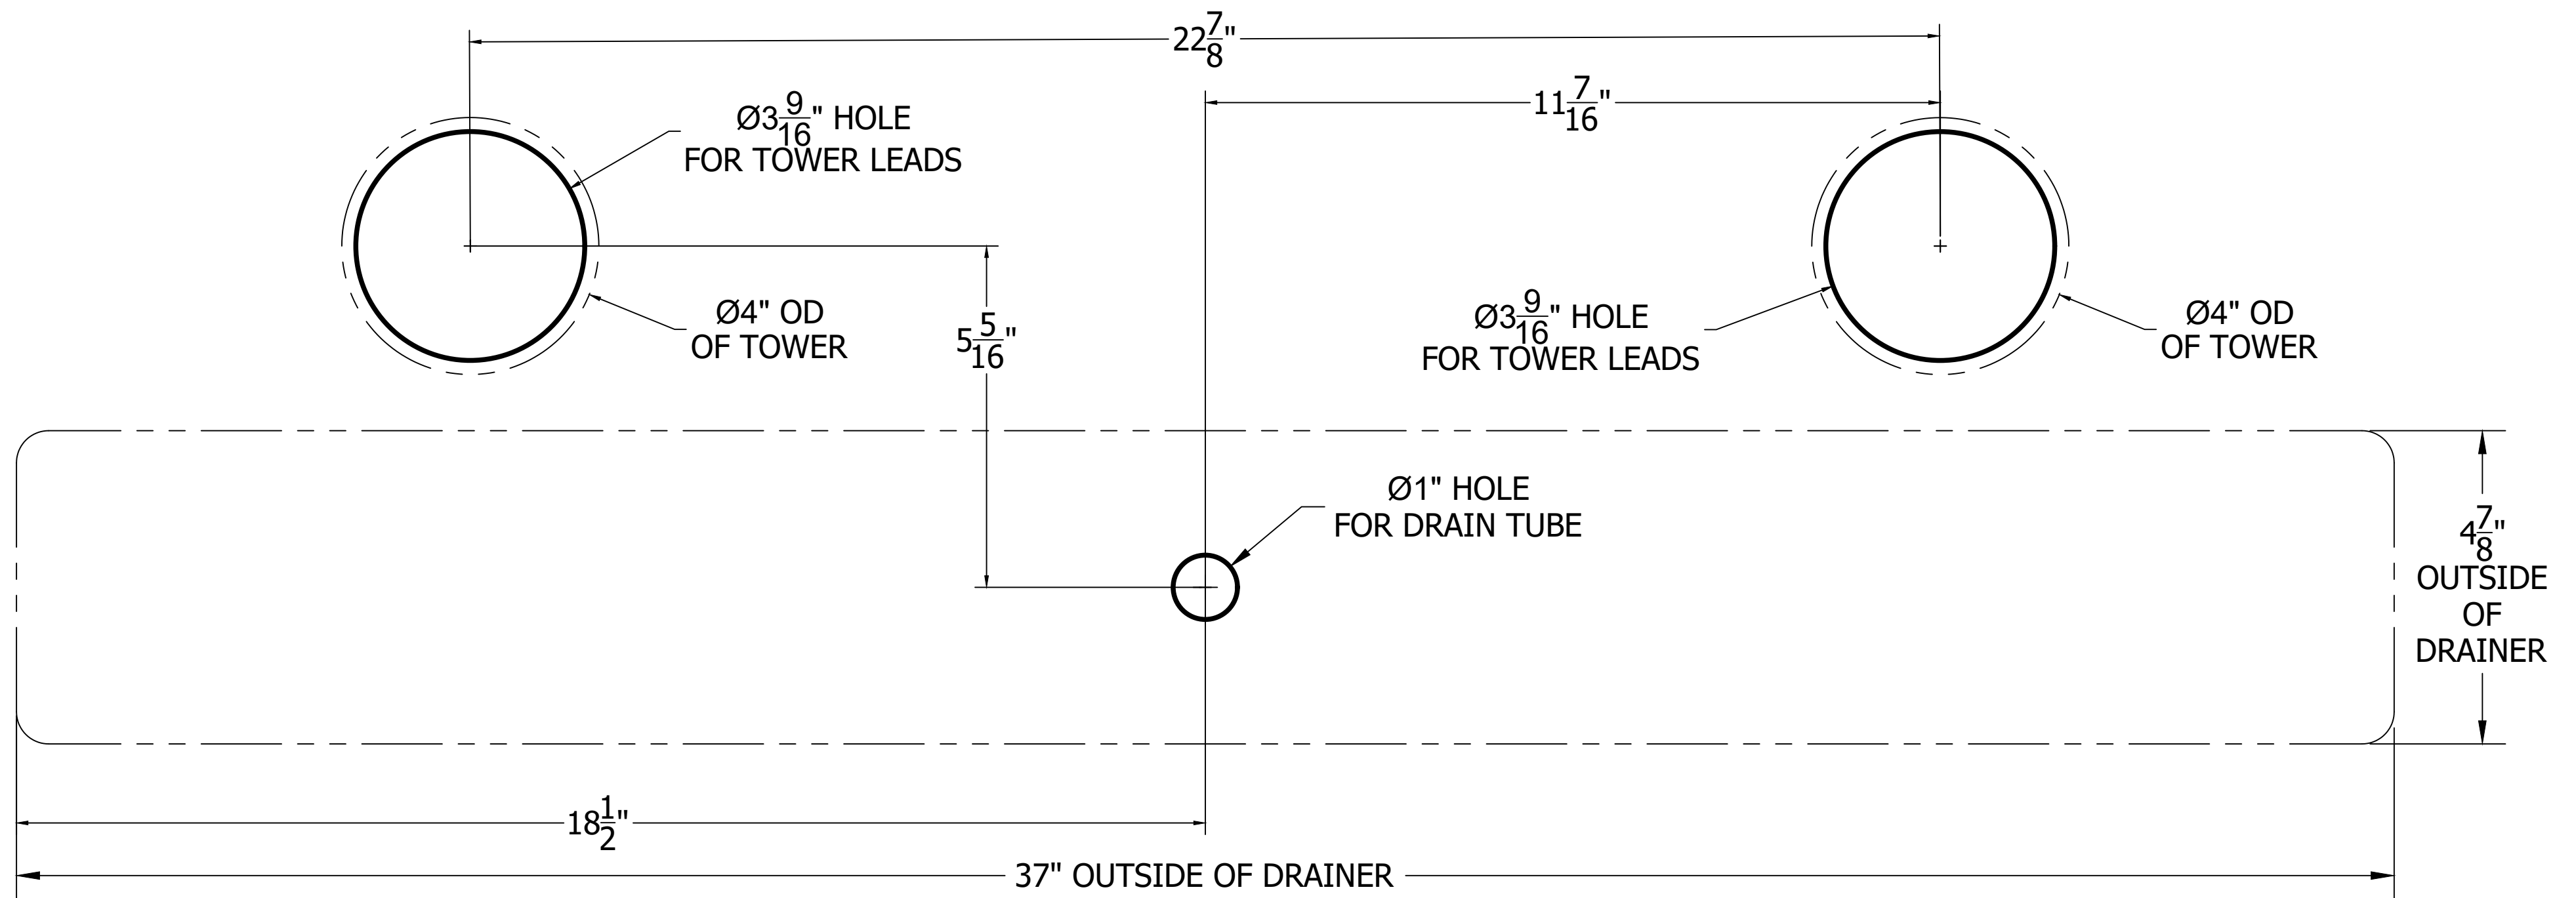 22 7/8"
11 7/16"
Ø3 9/16" HOLE
FOR TOWER LEADS
Ø4" OD
OF TOWER
5 5/16"
Ø3 9/16" HOLE
FOR TOWER LEADS
Ø4" OD
OF TOWER
Ø1" HOLE
FOR DRAIN TUBE
4 7/8"
OUTSIDE
OF
DRAINER
18 1/2"
37" OUTSIDE OF DRAINER